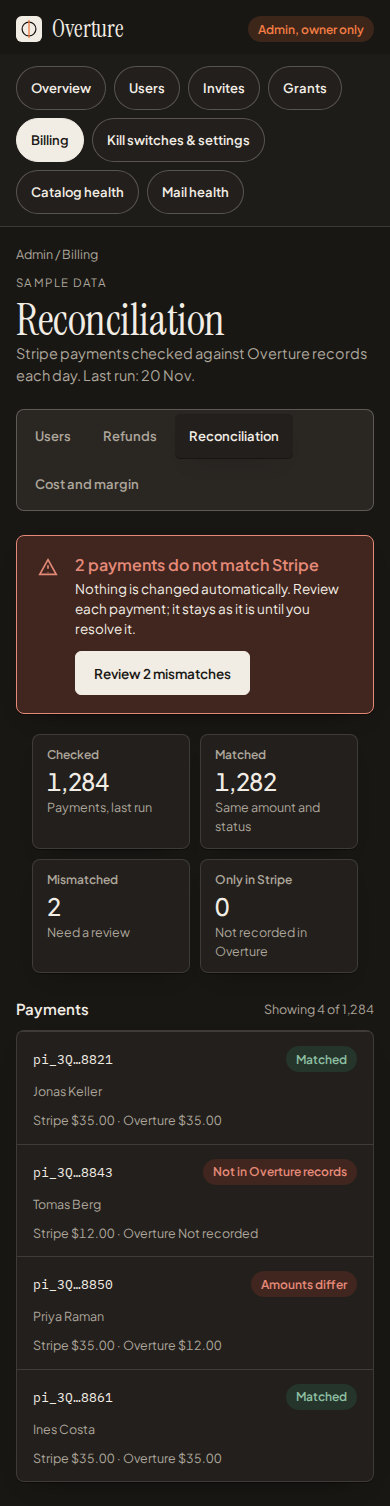 Overture
Admin, owner only
Overview
Users
Invites
Grants
Billing
Kill switches & settings
Catalog health
Mail health
Admin / Billing
SAMPLE DATA
Reconciliation
Stripe payments checked against Overture records
each day. Last run: 20 Nov.
Users
Refunds
Reconciliation
Cost and margin
2 payments do not match Stripe
Nothing is changed automatically. Review
each payment; it stays as it is until you
resolve it.
Review 2 mismatches
Checked
1,284
Payments, last run
Matched
1,282
Same amount and
status
Mismatched
2
Need a review
Only in Stripe
0
Not recorded in
Overture
Payments
Showing 4 of 1,284
pi_3Q…8821
Matched
Jonas Keller
Stripe $35.00 · Overture $35.00
pi_3Q…8843
Not in Overture records
Tomas Berg
Stripe $12.00 · Overture Not recorded
pi_3Q…8850
Amounts differ
Priya Raman
Stripe $35.00 · Overture $12.00
pi_3Q…8861
Matched
Ines Costa
Stripe $35.00 · Overture $35.00